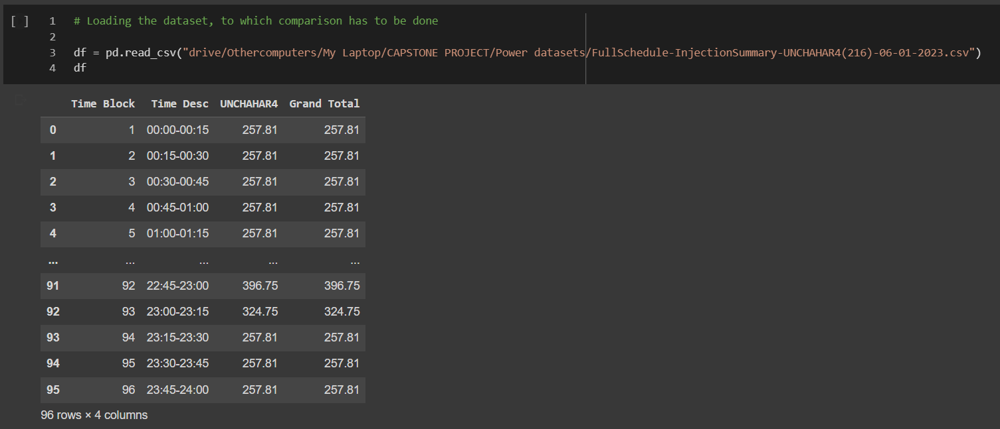 [ ] 1 # Loading the dataset, to which comparison has to be done
2
3 df = pd.read_csv("drive/Othercomputers/My Laptop/CAPSTONE PROJECT/Power datasets/FullSchedule-InjectionSummary-UNCHAHAR4(216)-06-01-2023.csv")
4 df
Time Block Time Desc UNCHAHAR4 Grand Total
0 1 00:00-00:15 257.81 257.81
1 2 00:15-00:30 257.81 257.81
2 3 00:30-00:45 257.81 257.81
3 4 00:45-01:00 257.81 257.81
4 5 01:00-01:15 257.81 257.81
... ... ... ... ...
91 92 22:45-23:00 396.75 396.75
92 93 23:00-23:15 324.75 324.75
93 94 23:15-23:30 257.81 257.81
94 95 23:30-23:45 257.81 257.81
95 96 23:45-24:00 257.81 257.81
96 rows × 4 columns